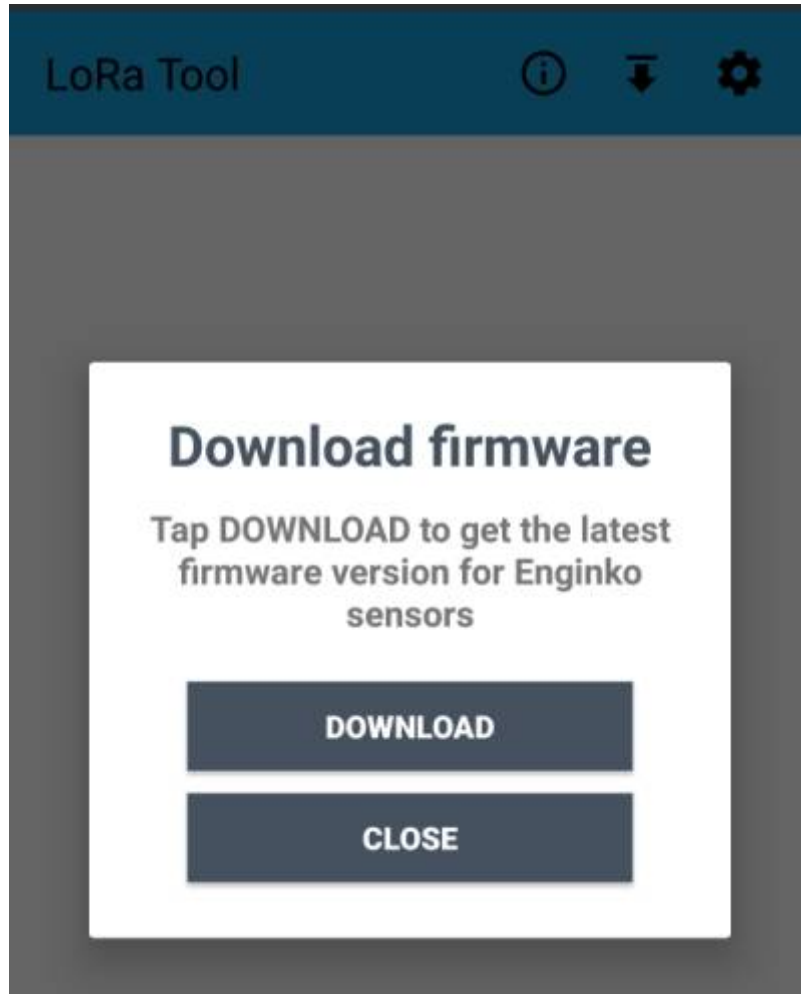 LoRa Tool
Download firmware
Tap DOWNLOAD to get the latest
firmware version for Enginko
sensors
DOWNLOAD
CLOSE